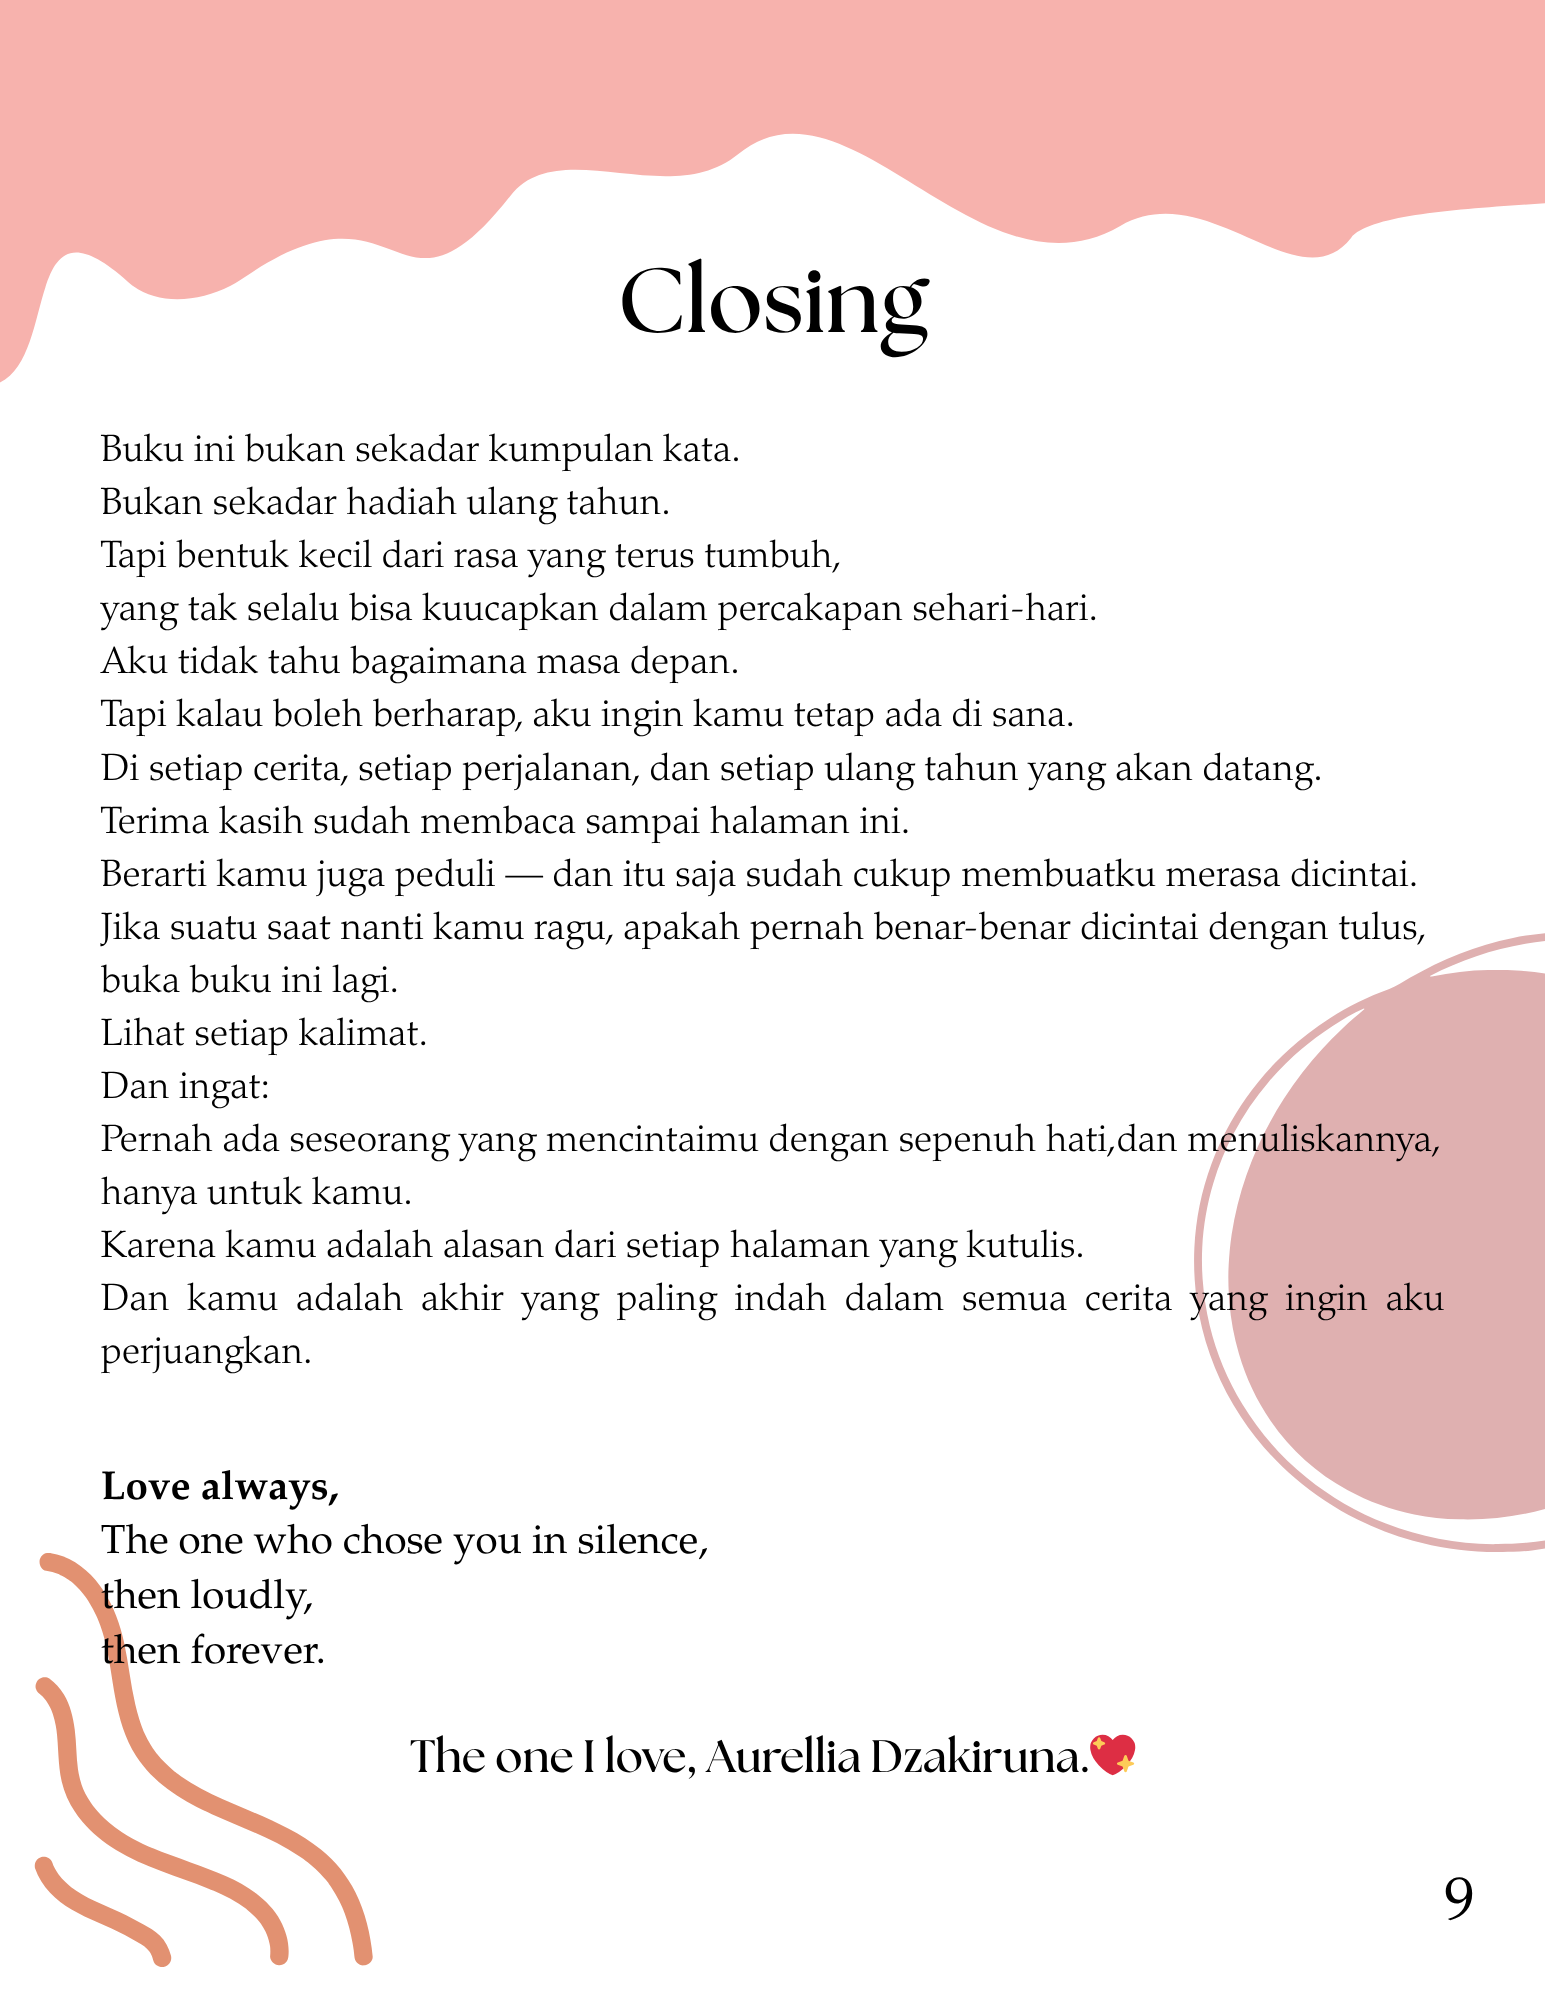 Closing
Buku ini bukan sekadar kumpulan kata.
Bukan sekadar hadiah ulang tahun.
Tapi bentuk kecil dari rasa yang terus tumbuh,
yang tak selalu bisa kuucapkan dalam percakapan sehari-hari.
Aku tidak tahu bagaimana masa depan.
Tapi kalau boleh berharap, aku ingin kamu tetap ada di sana.
Di setiap cerita, setiap perjalanan, dan setiap ulang tahun yang akan datang.
Terima kasih sudah membaca sampai halaman ini.
Berarti kamu juga peduli — dan itu saja sudah cukup membuatku merasa dicintai.
Jika suatu saat nanti kamu ragu, apakah pernah benar-benar dicintai dengan tulus,
buka buku ini lagi.
Lihat setiap kalimat.
Dan ingat:
Pernah ada seseorang yang mencintaimu dengan sepenuh hati,dan menuliskannya,
hanya untuk kamu.
Karena kamu adalah alasan dari setiap halaman yang kutulis.
Dan kamu adalah akhir yang paling indah dalam semua cerita yang ingin aku
perjuangkan.
Love always,
The one who chose you in silence,
then loudly,
then forever.
The one I love, Aurellia Dzakiruna.💖
9